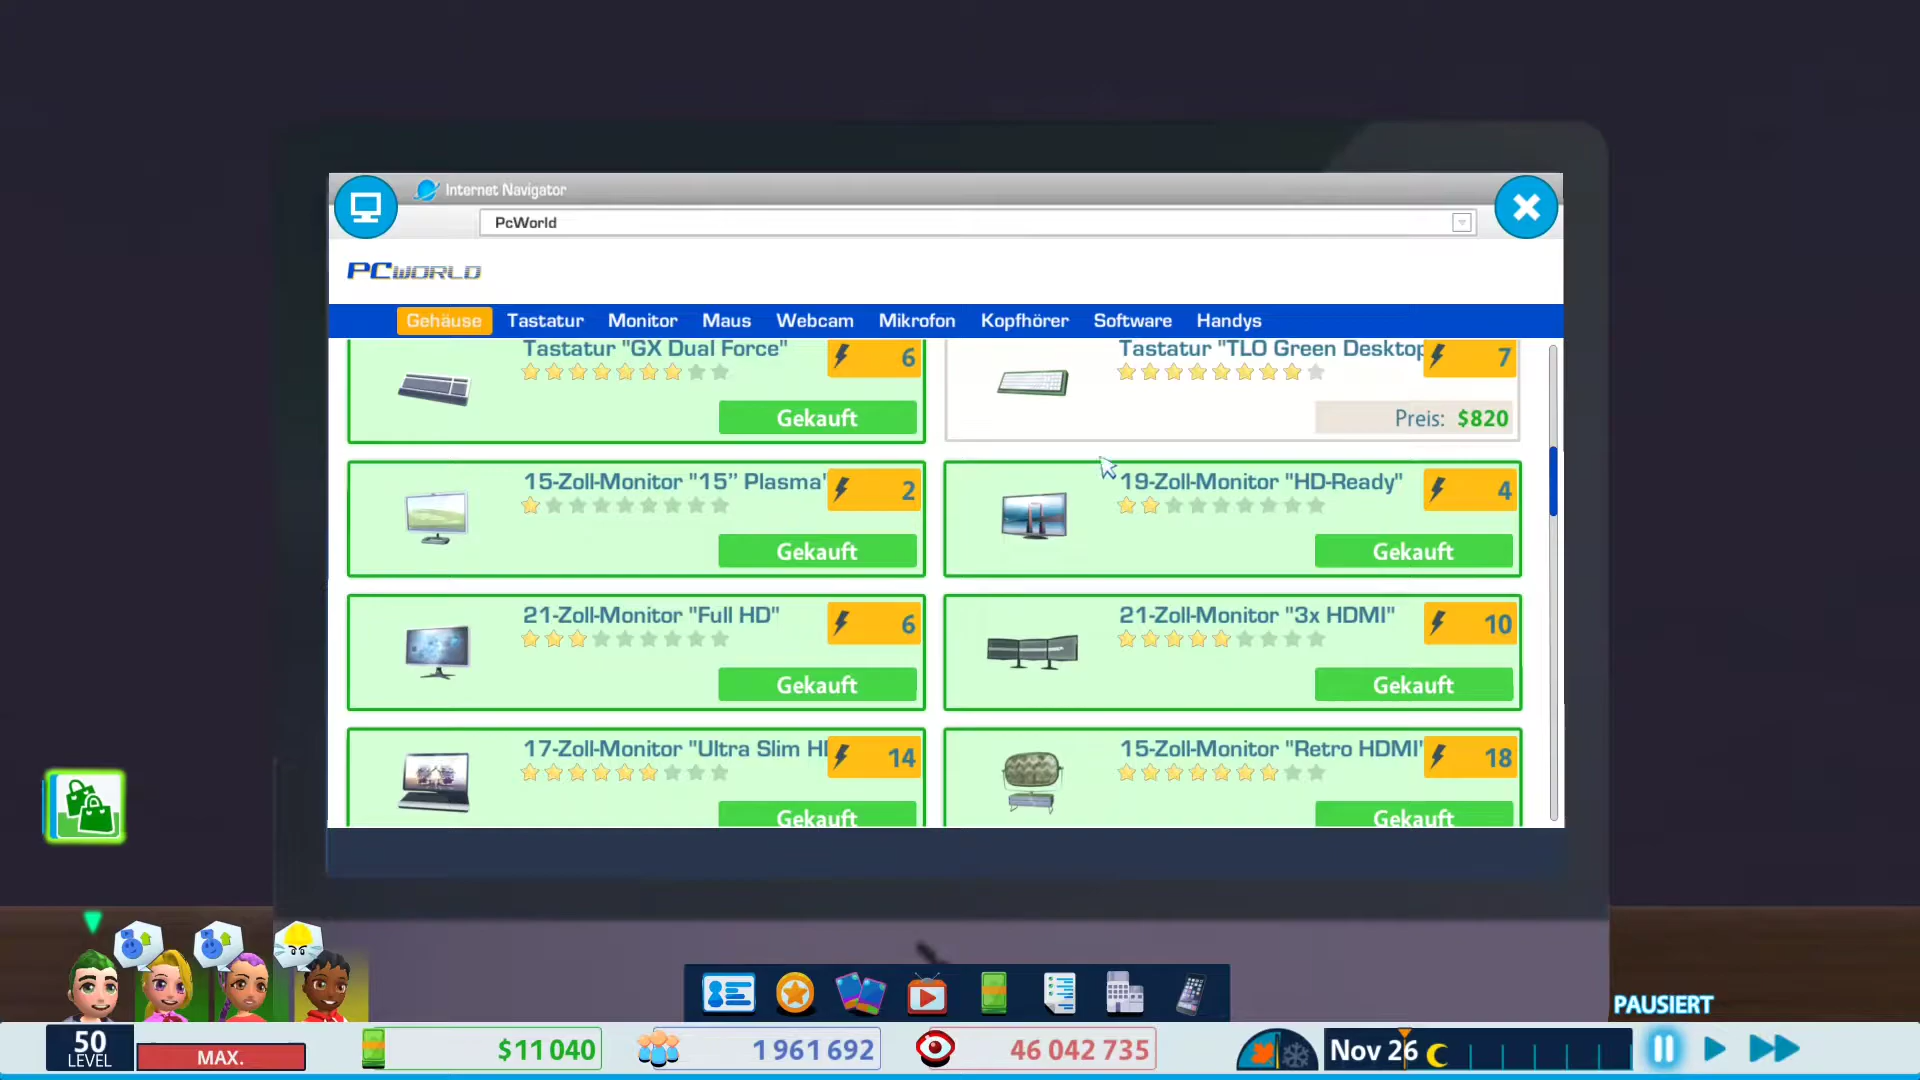 Internet Navigator
PcWorld
PCWORLD
Gehäuse Tastatur Monitor Maus Webcam Mikrofon Kopfhörer Software Handys
Tastatur "GX Dual Force" 6
Gekauft
Tastatur "TLO Green Desktop 7
Preis: $820
15-Zoll-Monitor "15” Plasma" 2
Gekauft
19-Zoll-Monitor "HD-Ready" 4
Gekauft
21-Zoll-Monitor "Full HD" 6
Gekauft
21-Zoll-Monitor "3x HDMI" 10
Gekauft
17-Zoll-Monitor "Ultra Slim 14
Gekauft
15-Zoll-Monitor "Retro HDMI" 18
Gekauft
PAUSIERT
50
LEVEL
MAX.
$11 040
1 961 692
46 042 735
Nov 26